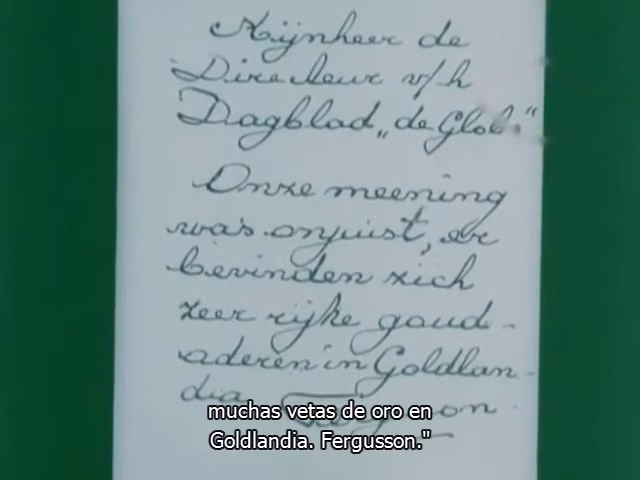 Mijnheer de
Directeur v/h
Dagblad „de Glob
Onze meening
was onjuist, er
bevinden zich
zeer rijke goud-
aderen in Goldlan-
dia
muchas vetas de oro en
Goldlandia. Fergusson."